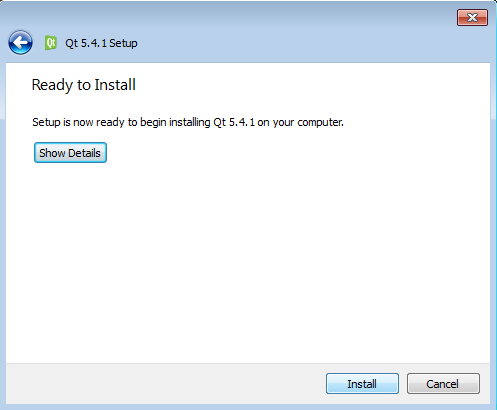 Qt 5.4.1 Setup
Ready to Install
Setup is now ready to begin installing Qt 5.4.1 on your computer.
Show Details
Install
Cancel